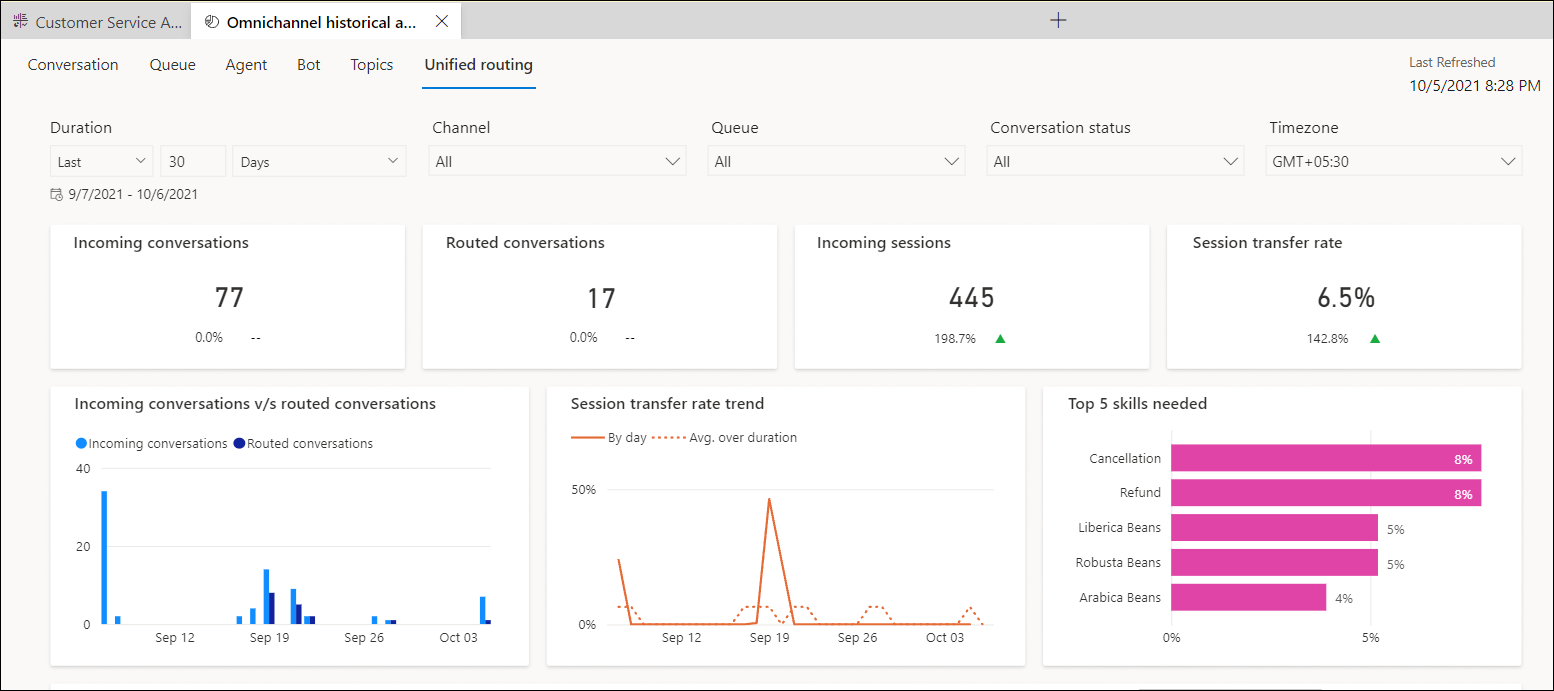 Customer Service A...
Omnichannel historical a...
Conversation
Queue
Agent
Bot
Topics
Unified routing
Last Refreshed
10/5/2021 8:28 PM
Duration
Channel
Queue
Conversation status
Timezone
Last
30
Days
All
All
All
GMT+05:30
9/7/2021 - 10/6/2021
Incoming conversations
77
0.0% --
Routed conversations
17
0.0% --
Incoming sessions
445
198.7%
Session transfer rate
6.5%
142.8%
Incoming conversations v/s routed conversations
Incoming conversations
Routed conversations
40
20
0
Sep 12
Sep 19
Sep 26
Oct 03
Session transfer rate trend
By day
Avg. over duration
50%
0%
Sep 12
Sep 19
Sep 26
Oct 03
Top 5 skills needed
Cancellation 8%
Refund 8%
Liberica Beans 5%
Robusta Beans 5%
Arabica Beans 4%
0%
5%